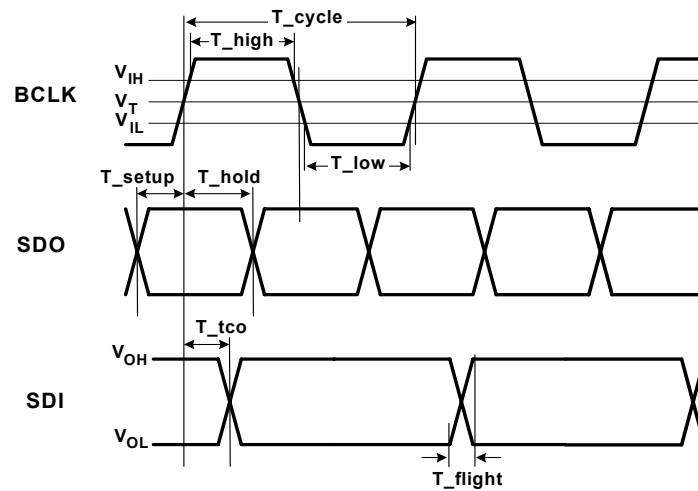 T_cycle
T_high
V_IH
BCLK
V_T
V_IL
T_low
T_setup
T_hold
SDO
T_tco
V_OH
SDI
V_OL
T_flight